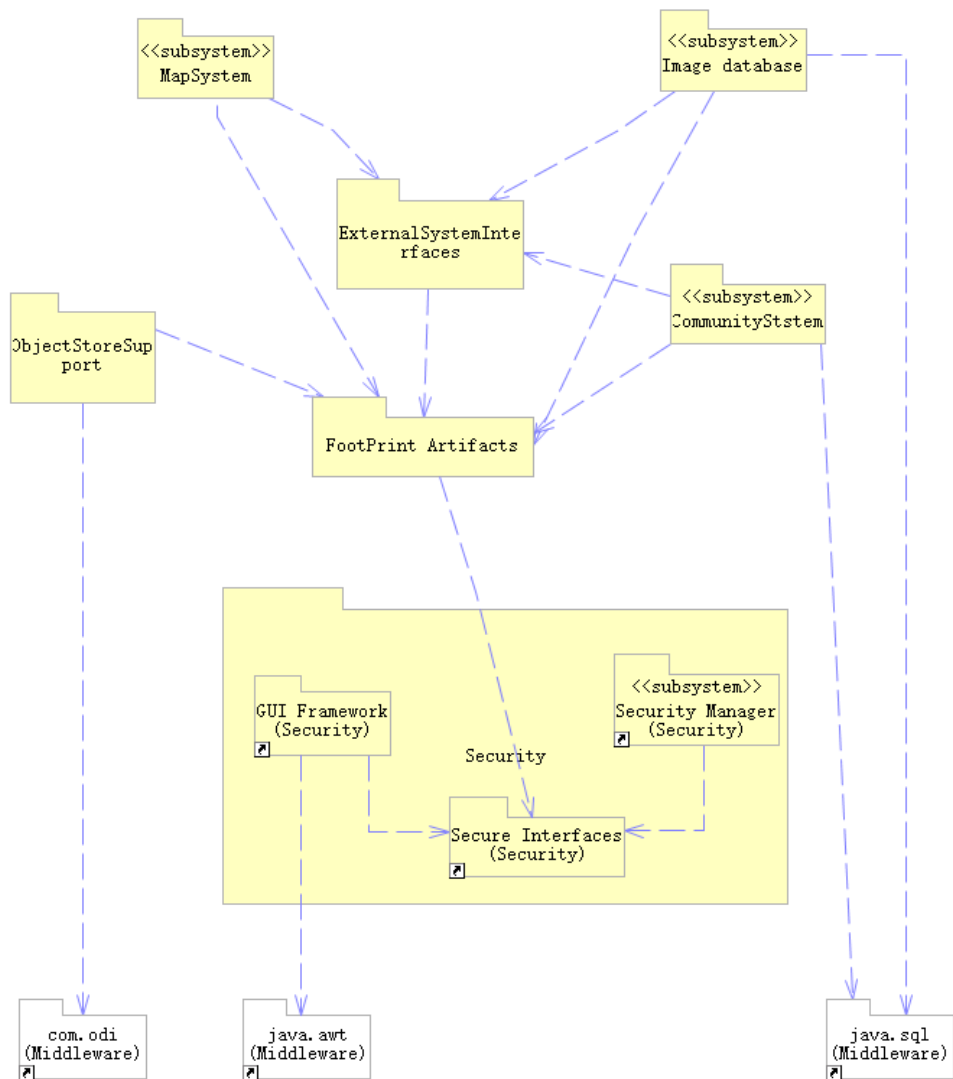 <<subsystem>>
MapSystem
<<subsystem>>
Image database
ExternalSystemInte
rfaces
<<subsystem>>
CommunityStstem
ObjectStoreSup
port
FootPrint Artifacts
<<subsystem>>
Security Manager
(Security)
GUI Framework
(Security)
Security
Secure Interfaces
(Security)
com.odi
(Middleware)
java.awt
(Middleware)
java.sql
(Middleware)